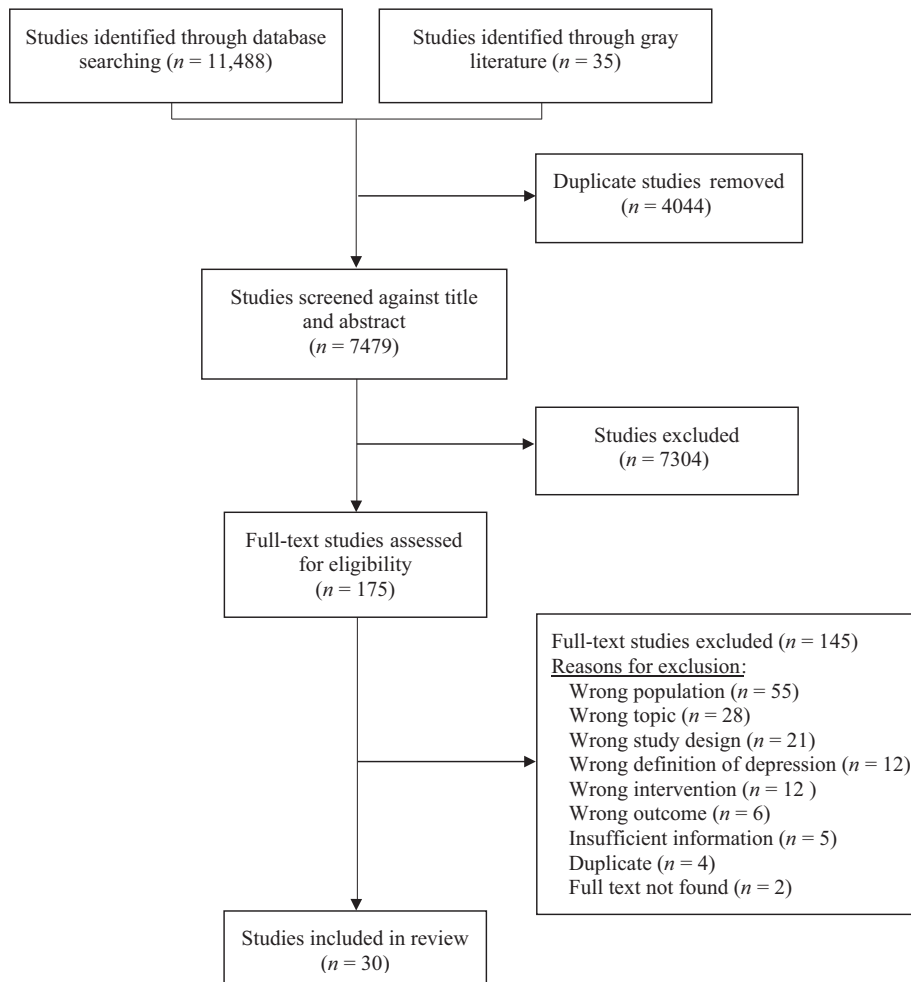 Studies identified through database
searching (n = 11,488)
Studies identified through gray
literature (n = 35)
Duplicate studies removed
(n = 4044)
Studies screened against title
and abstract
(n = 7479)
Studies excluded
(n = 7304)
Full-text studies assessed
for eligibility
(n = 175)
Full-text studies excluded (n = 145)
Reasons for exclusion:
Wrong population (n = 55)
Wrong topic (n = 28)
Wrong study design (n = 21)
Wrong definition of depression (n = 12)
Wrong intervention (n = 12 )
Wrong outcome (n = 6)
Insufficient information (n = 5)
Duplicate (n = 4)
Full text not found (n = 2)
Studies included in review
(n = 30)